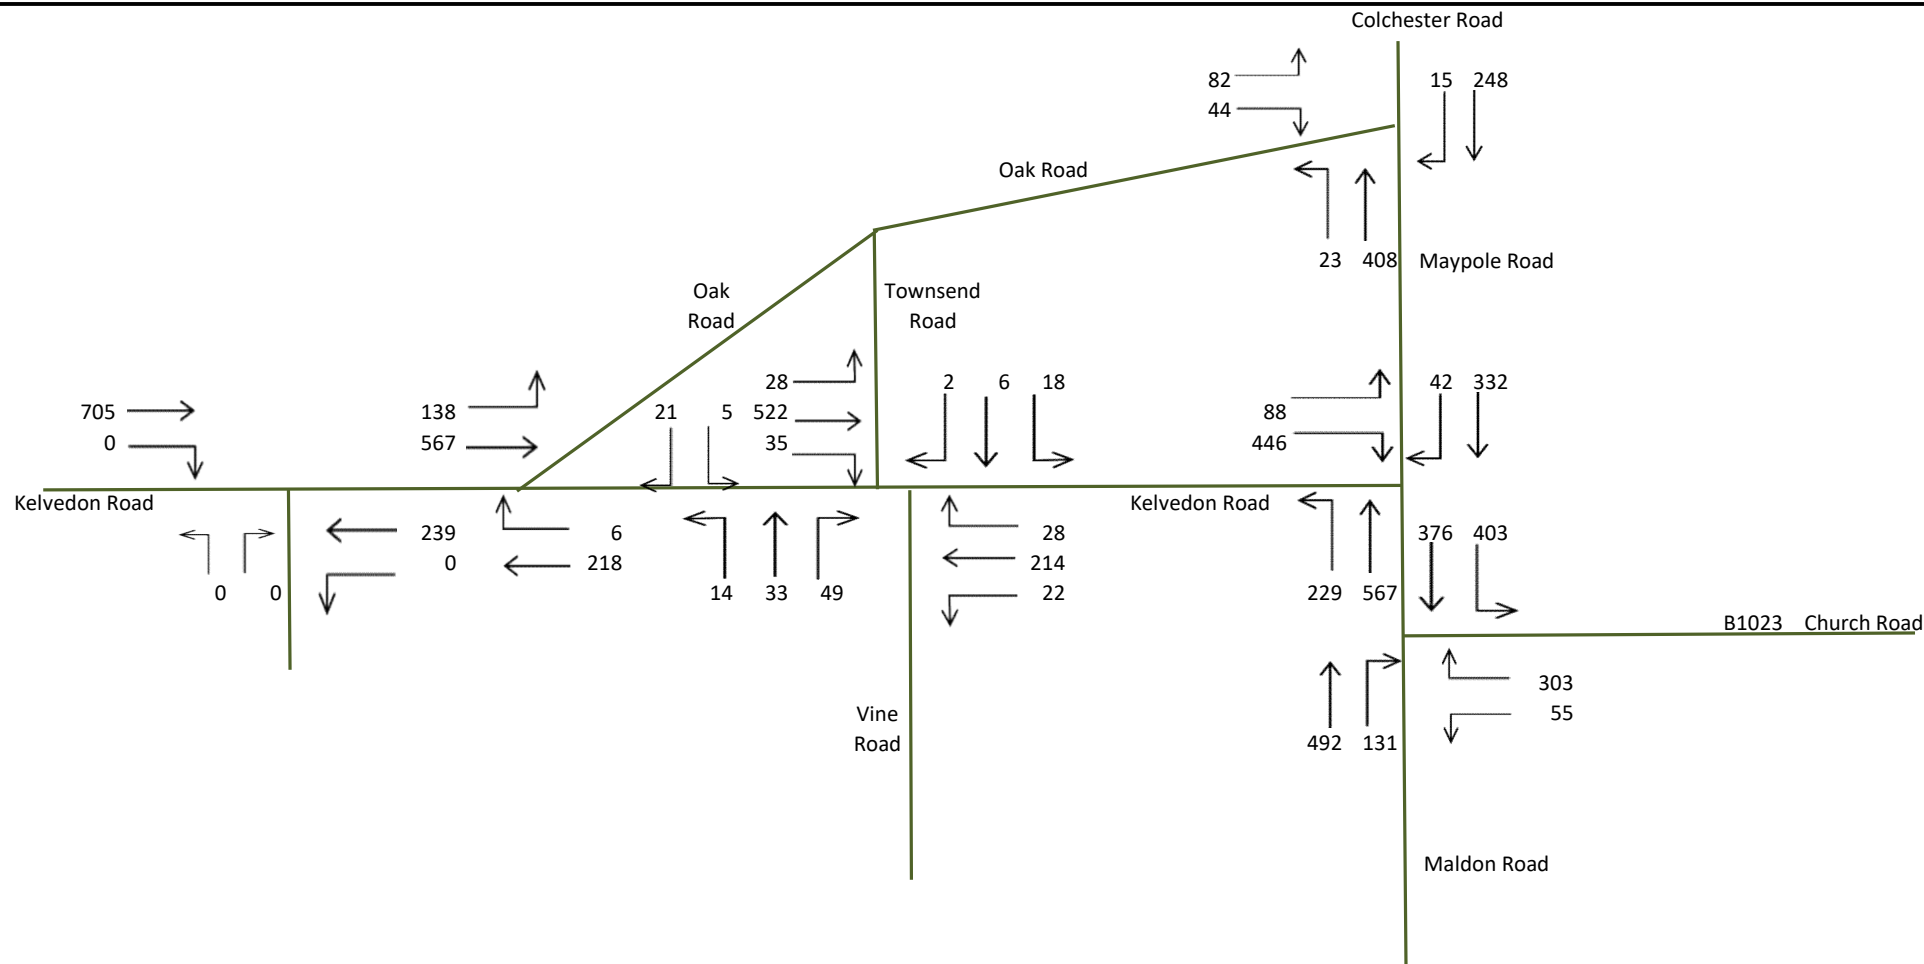 Colchester Road
82 15 248
44
Oak Road
23 408 Maypole Road
Oak Townsend
Road Road
28 2 6 18 42 332
705 138 21 5 522 88
0 567 35 446
Kelvedon Road Kelvedon Road
239 6 28 376 403
0 218 214
0 0 14 33 49 22 229 567
B1023 Church Road
303
Vine 55
Road 492 131
Maldon Road